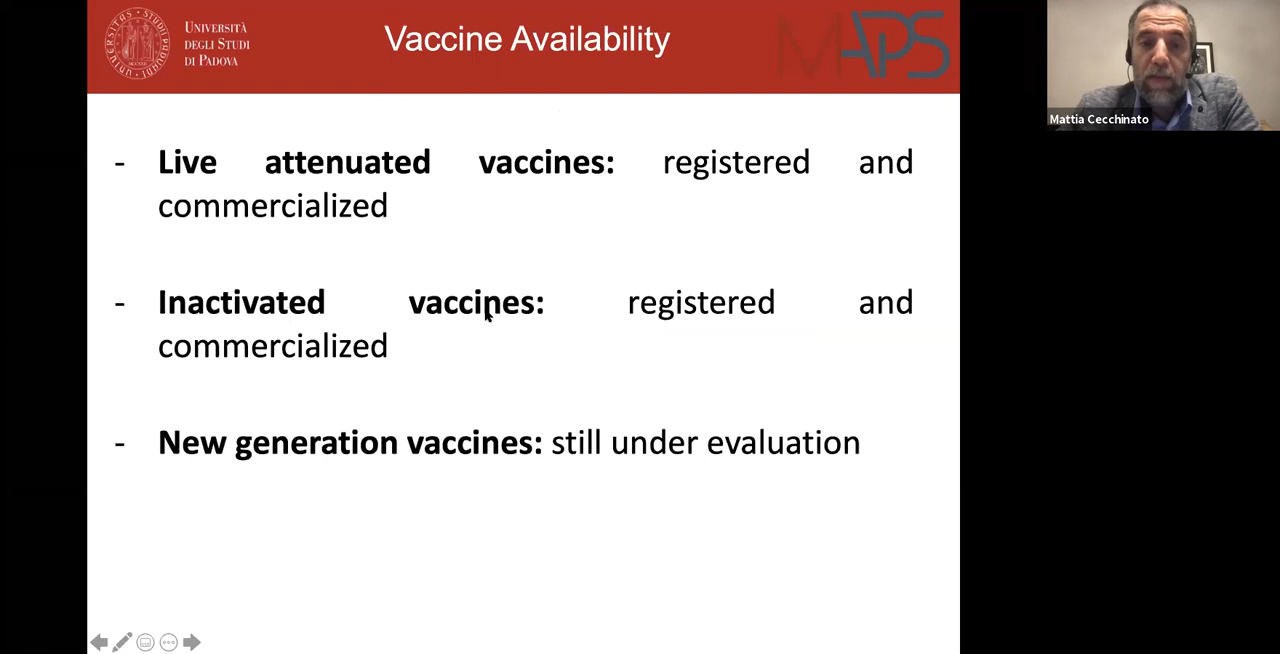 UNIVERSITÀ
DEGLI STUDI
DI PADOVA
Vaccine Availability
MAPS
Mattia Cecchinato
- Live attenuated vaccines: registered and
commercialized
- Inactivated vaccines: registered and
commercialized
- New generation vaccines: still under evaluation